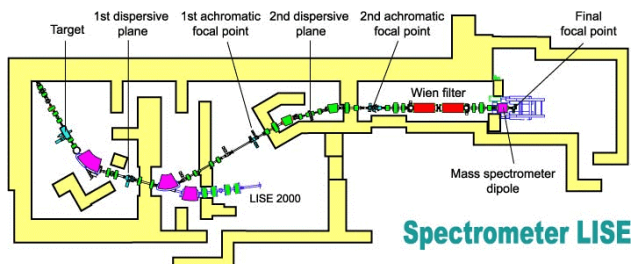 Target
1st dispersive
plane
1st achromatic
focal point
2nd dispersive
plane
2nd achromatic
focal point
Final
focal point
Wien filter
LISE 2000
Mass spectrometer
dipole
Spectrometer LISE